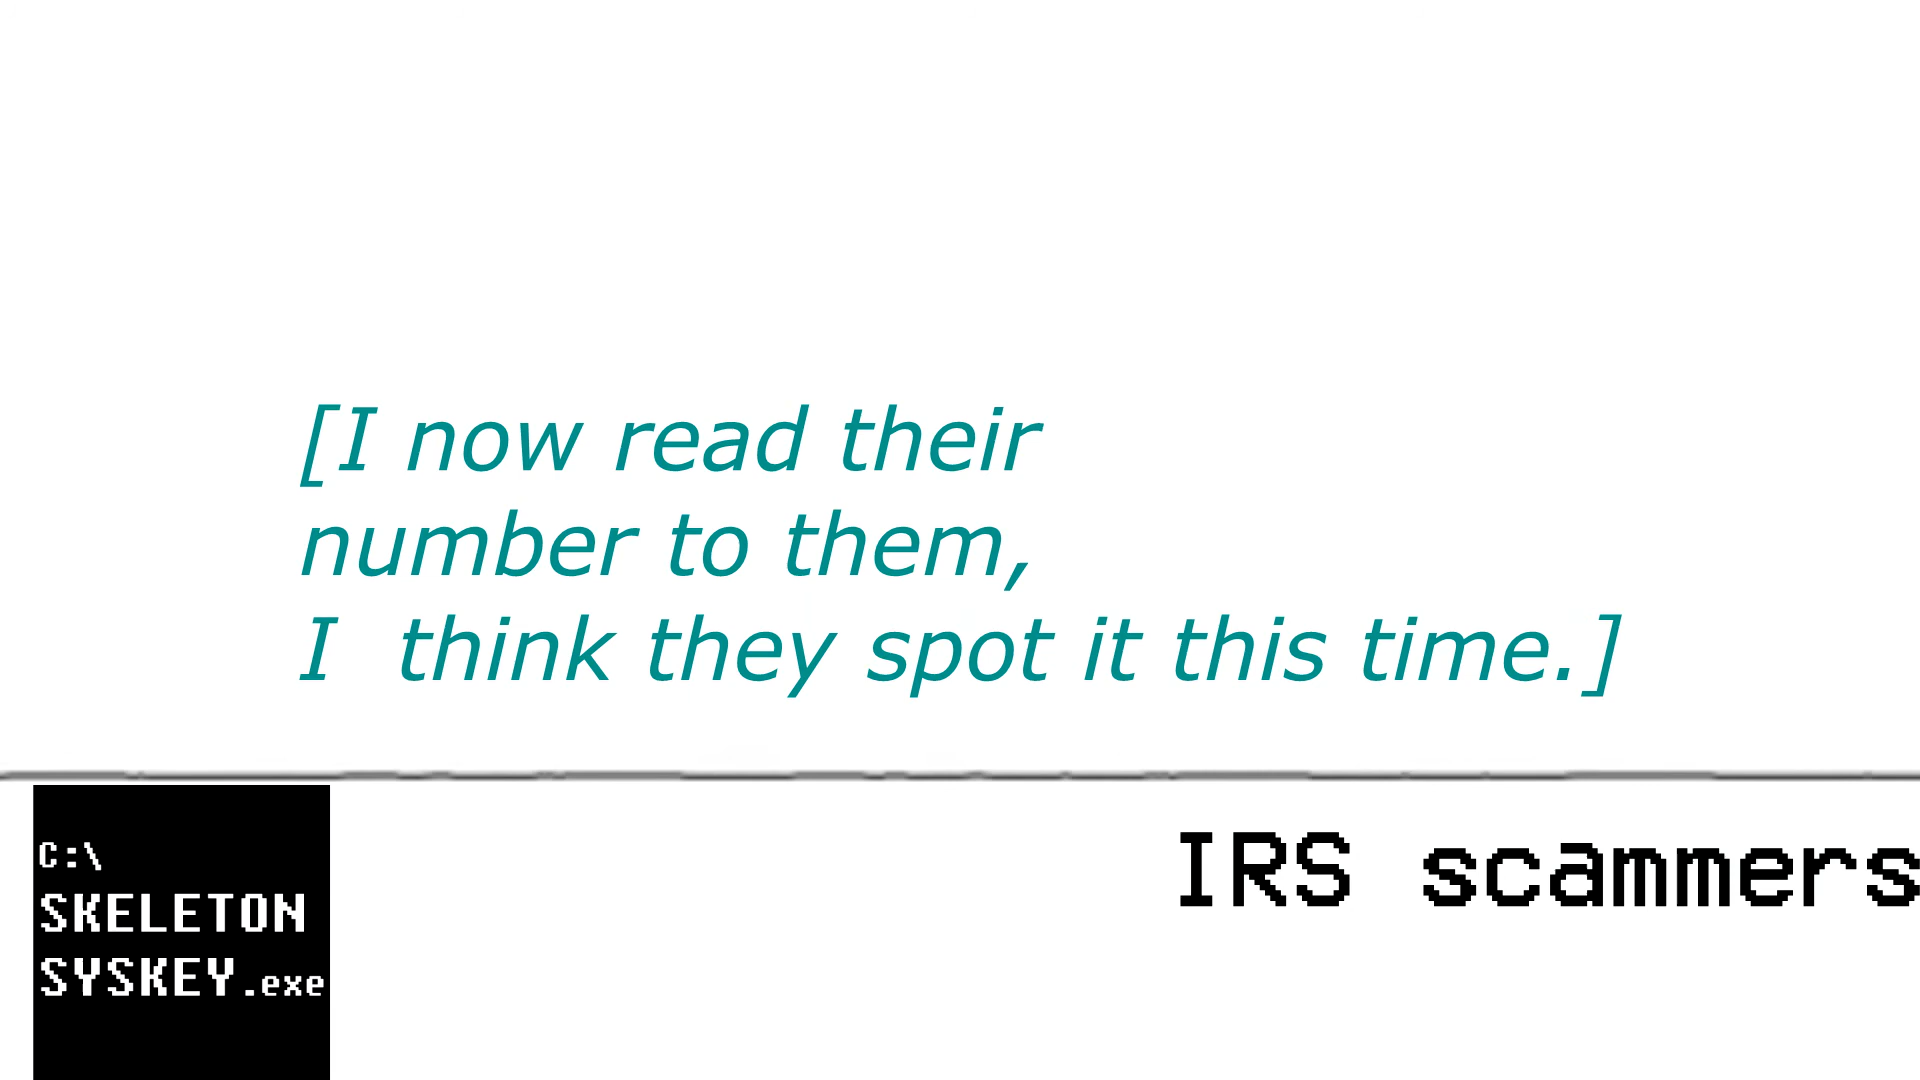 [I now read their
number to them,
I  think they spot it this time.]
C:\
SKELETON
SYSKEY.exe
IRS scammers